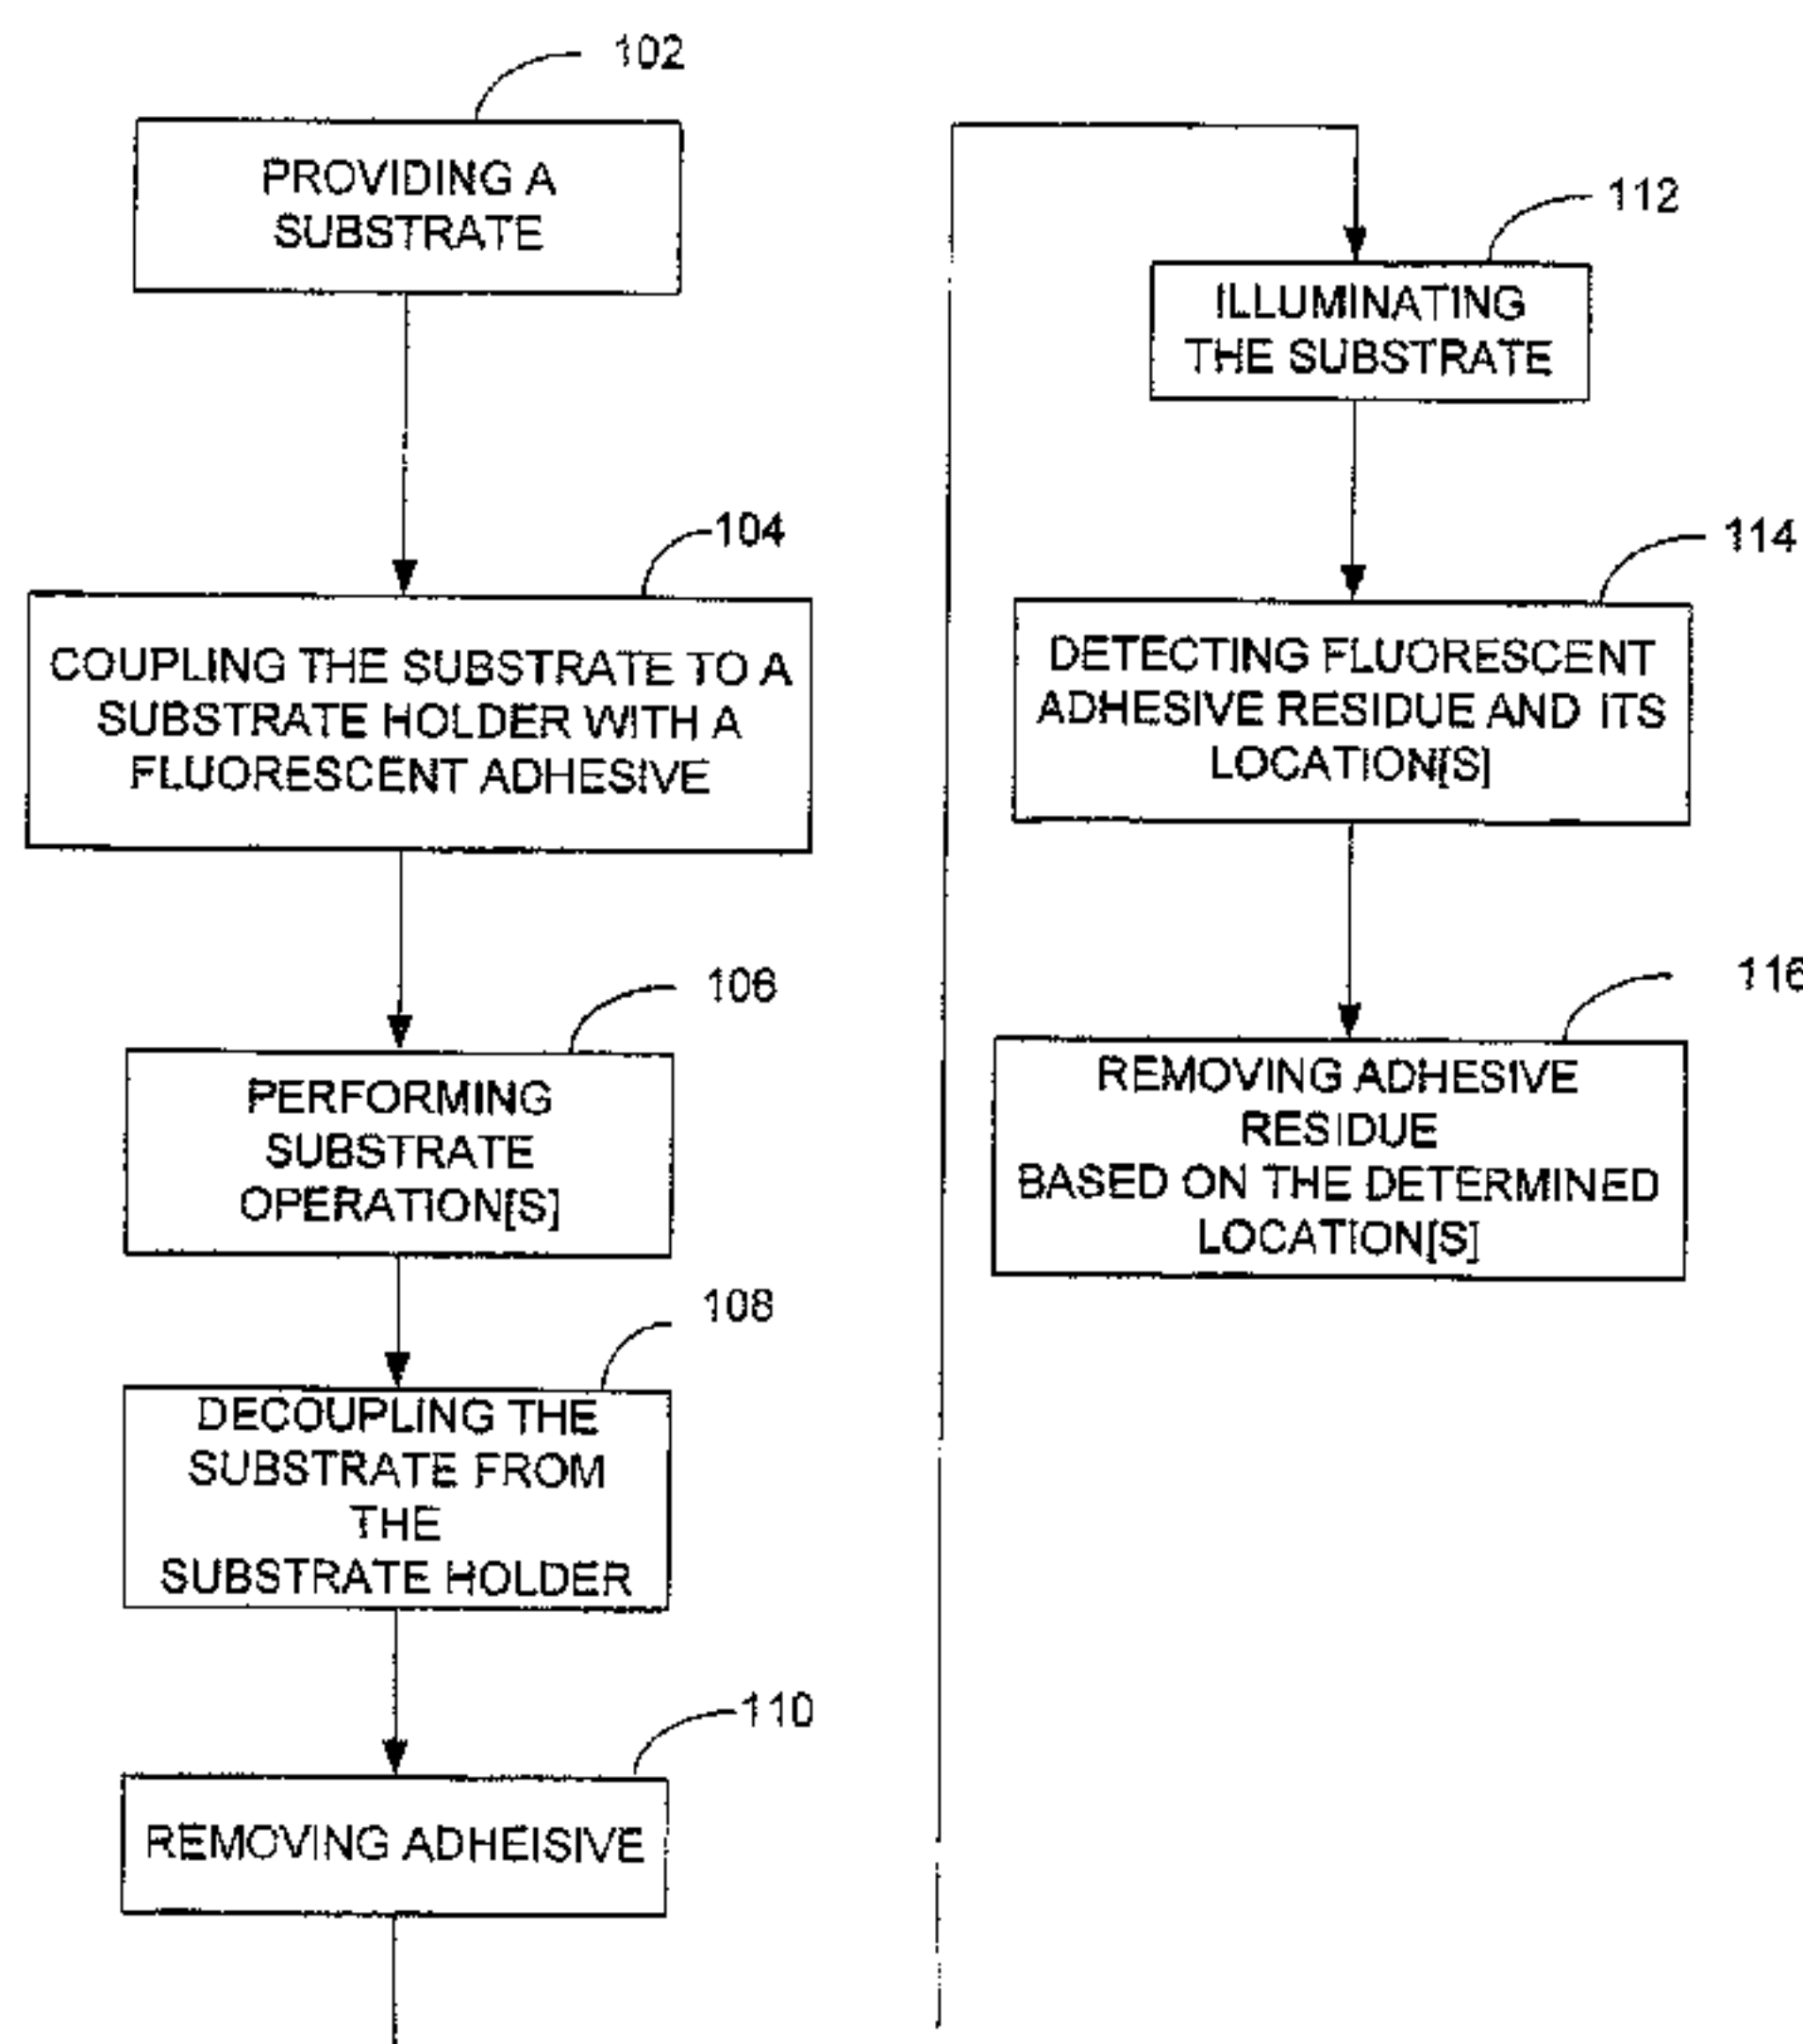 102
PROVIDING A
SUBSTRATE
104
COUPLING THE SUBSTRATE TO A
SUBSTRATE HOLDER WITH A
FLUORESCENT ADHESIVE
106
PERFORMING
SUBSTRATE
OPERATION[S]
108
DECOUPLING THE
SUBSTRATE FROM
THE
SUBSTRATE HOLDER
110
REMOVING ADHEISIVE
112
ILLUMINATING
THE SUBSTRATE
114
DETECTING FLUORESCENT
ADHESIVE RESIDUE AND ITS
LOCATION[S]
116
REMOVING ADHESIVE
RESIDUE
BASED ON THE DETERMINED
LOCATION[S]